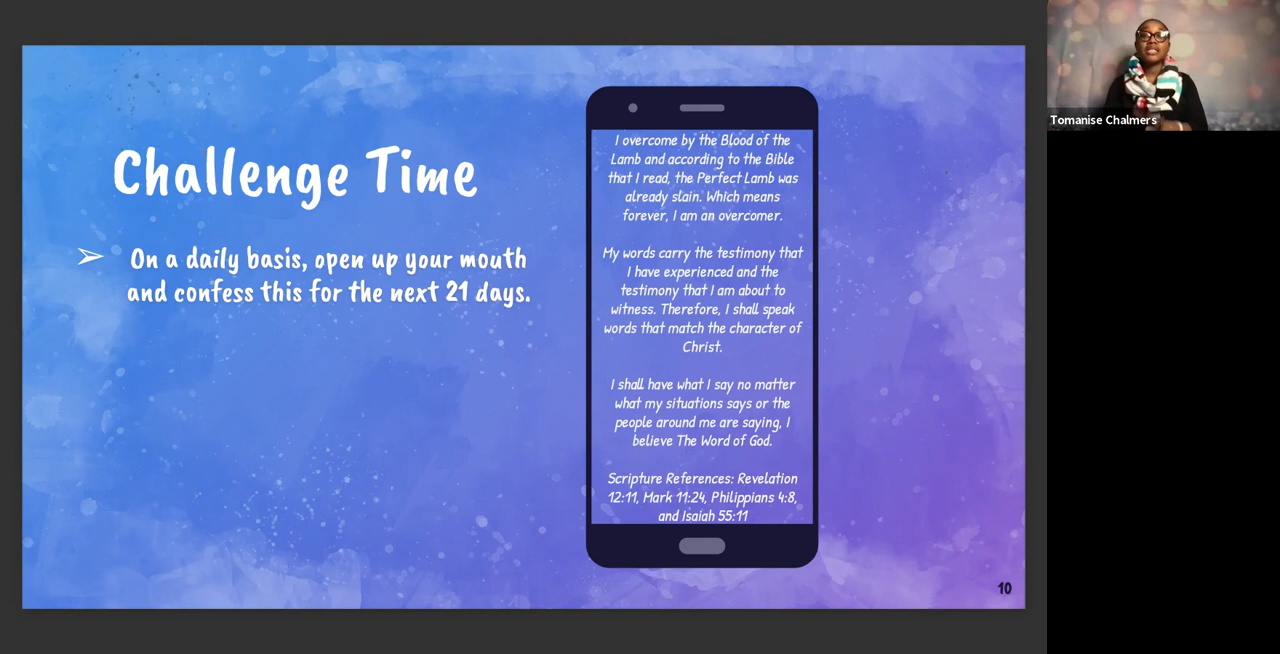 Challenge Time
➢ On a daily basis, open up your mouth
and confess this for the next 21 days.
I overcome by the Blood of the
Lamb and according to the Bible
that I read, the Perfect Lamb was
already slain. Which means
forever, I am an overcomer.
My words carry the testimony that
I have experienced and the
testimony that I am about to
witness. Therefore, I shall speak
words that match the character of
Christ.
I shall have what I say no matter
what my situations says or the
people around me are saying, I
believe The Word of God.
Scripture References: Revelation
12:11, Mark 11:24, Philippians 4:8,
and Isaiah 55:11
10
Tomanise Chalmers